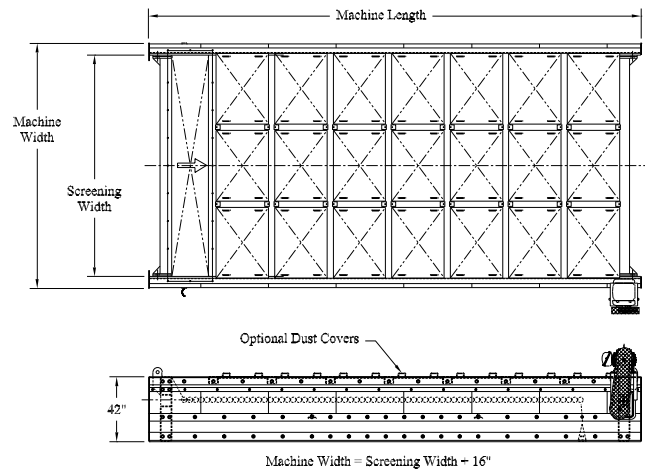 Machine Length
Machine
Width
Screening
Width
Optional Dust Covers
42"
Machine Width = Screening Width + 16"